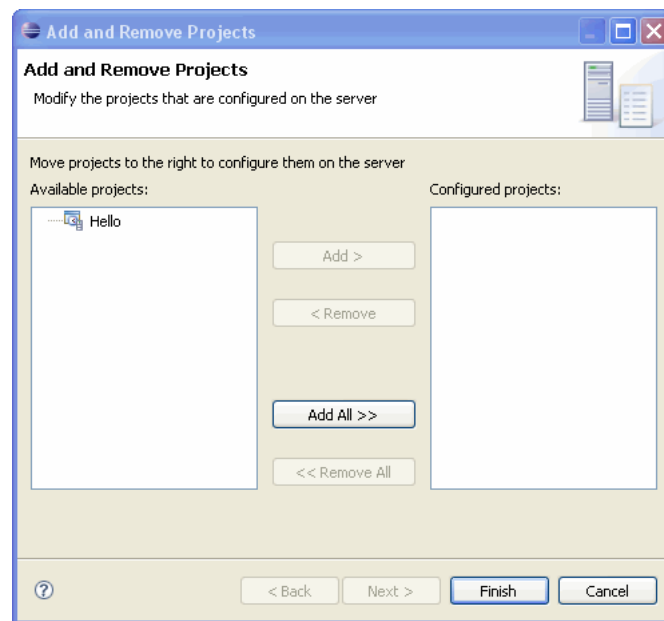 Add and Remove Projects
Add and Remove Projects
Modify the projects that are configured on the server
Move projects to the right to configure them on the server
Available projects:
Configured projects:
Hello
Add >
< Remove
Add All >>
<< Remove All
?
< Back
Next >
Finish
Cancel